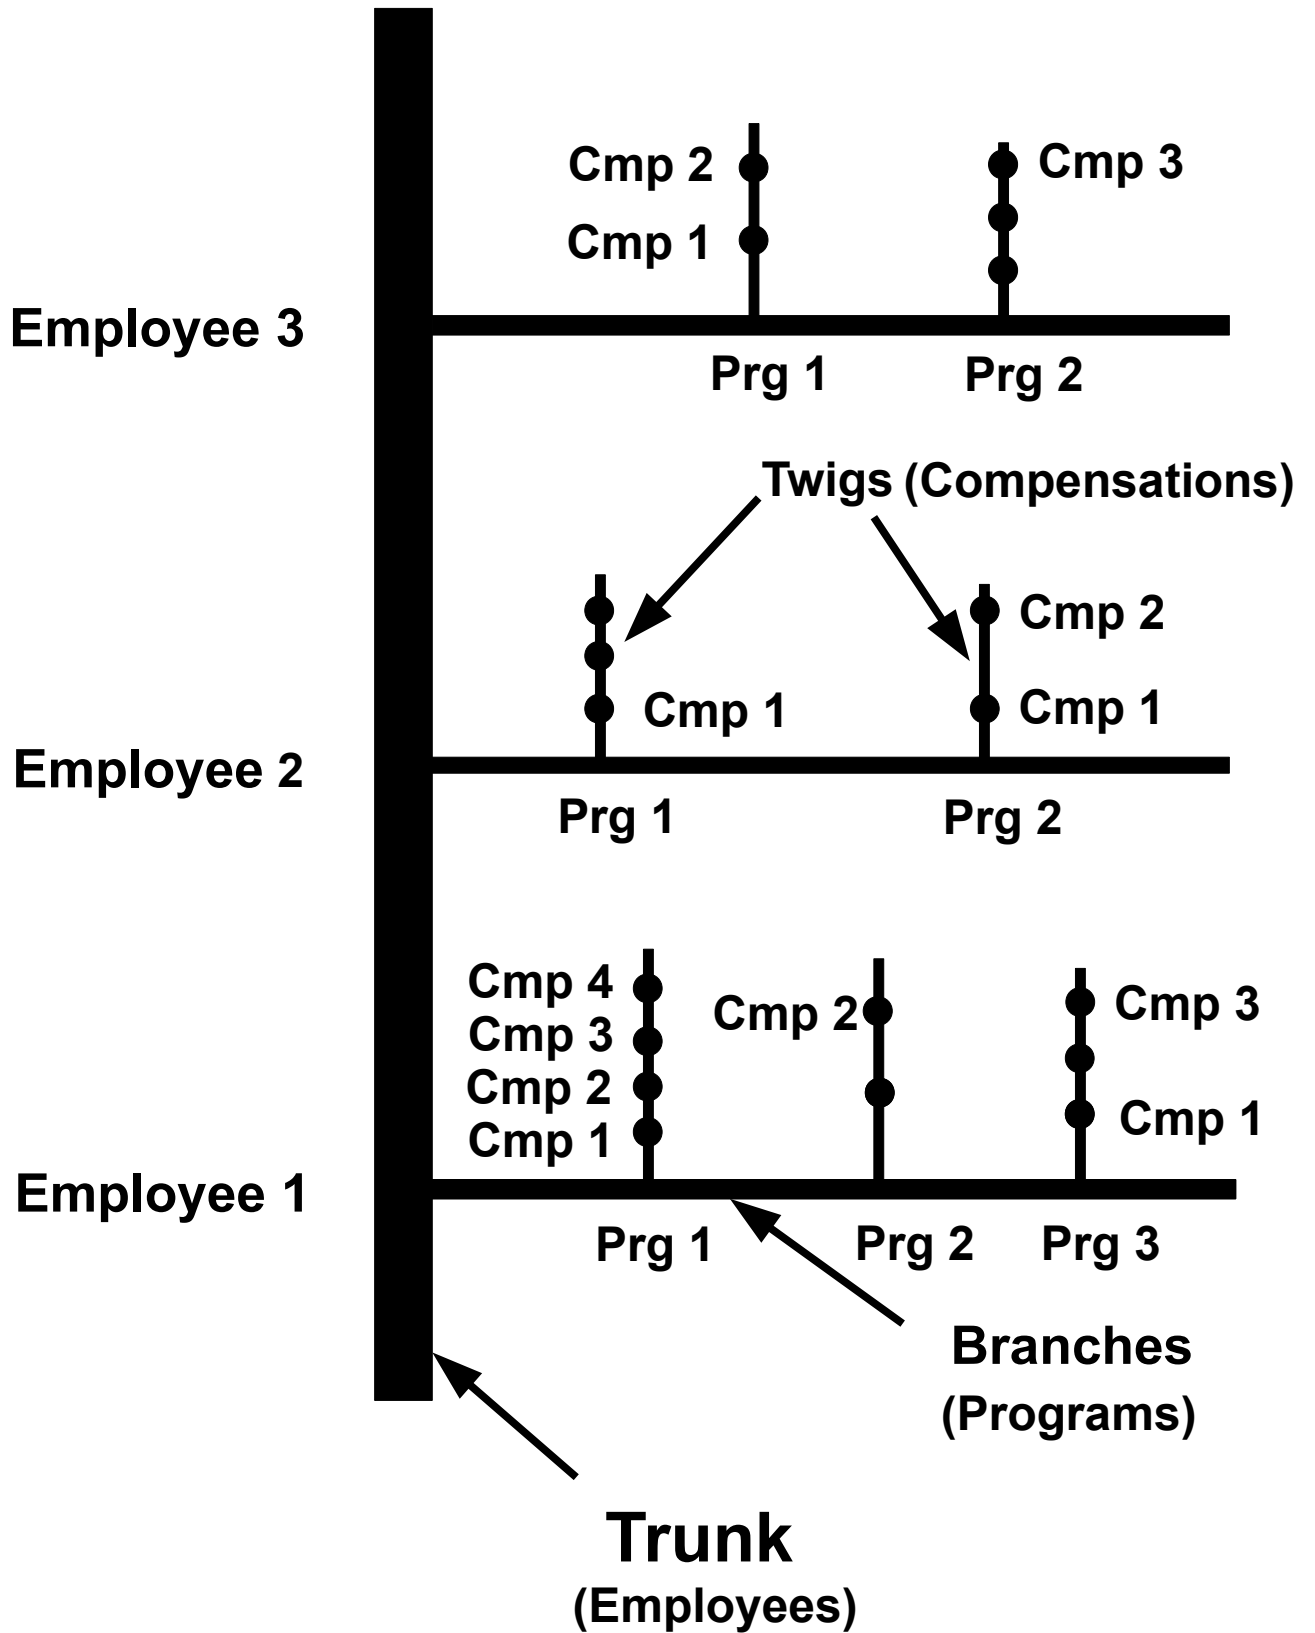 Cmp 2
Cmp 3
Cmp 1
Employee 3
Prg 1
Prg 2
Twigs (Compensations)
Cmp 2
Cmp 1
Cmp 1
Employee 2
Prg 1
Prg 2
Cmp 4
Cmp 3
Cmp 2
Cmp 1
Cmp 2
Cmp 3
Cmp 1
Employee 1
Prg 1
Prg 2
Prg 3
Branches
(Programs)
Trunk
(Employees)